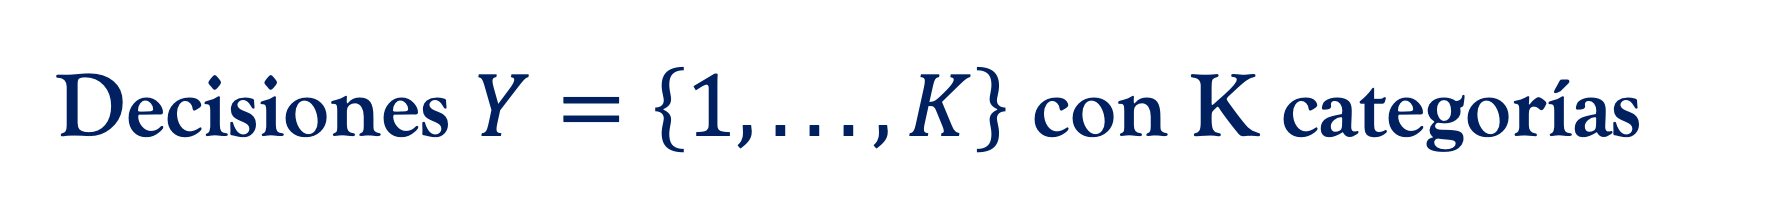 Decisiones Y = {1, . . . , K} con K categorías